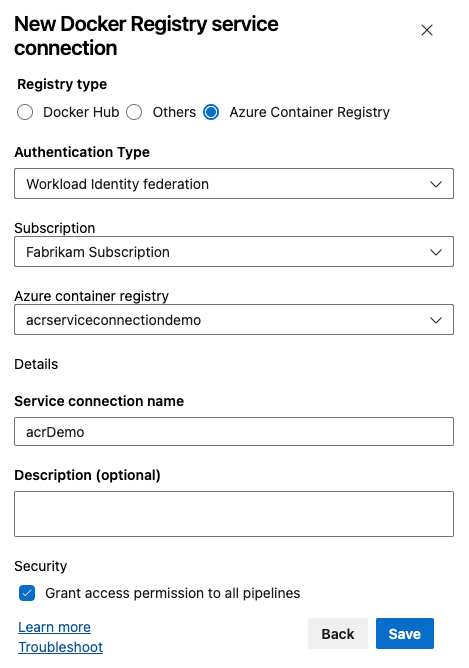 New Docker Registry service
connection
Registry type
Docker Hub Others Azure Container Registry
Authentication Type
Workload Identity federation
Subscription
Fabrikam Subscription
Azure container registry
acrserviceconnectiondemo
Details
Service connection name
acrDemo
Description (optional)
Security
Grant access permission to all pipelines
Learn more
Troubleshoot
Back Save